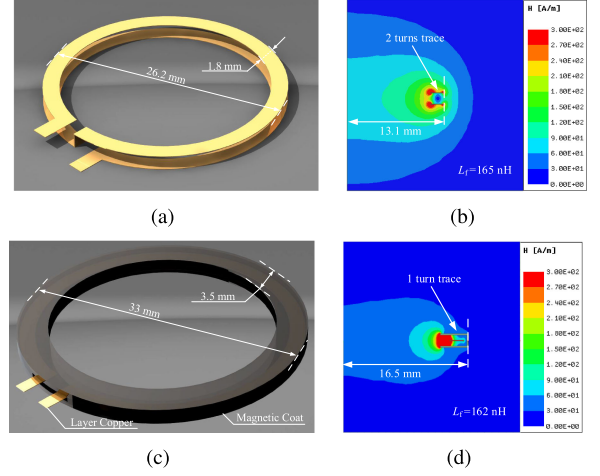 26.2 mm
1.8 mm
(a)
2 turns trace
13.1 mm
L_f=165 nH
H [A/m]
3.00E+02
2.70E+02
2.40E+02
2.10E+02
1.80E+02
1.50E+02
1.20E+02
9.00E+01
6.00E+01
3.00E+01
0.00E+00
(b)
33 mm
3.5 mm
Layer Copper
Magnetic Coat
(c)
1 turn trace
16.5 mm
L_f=162 nH
H [A/m]
3.00E+02
2.70E+02
2.40E+02
2.10E+02
1.80E+02
1.50E+02
1.20E+02
9.00E+01
6.00E+01
3.00E+01
0.00E+00
(d)